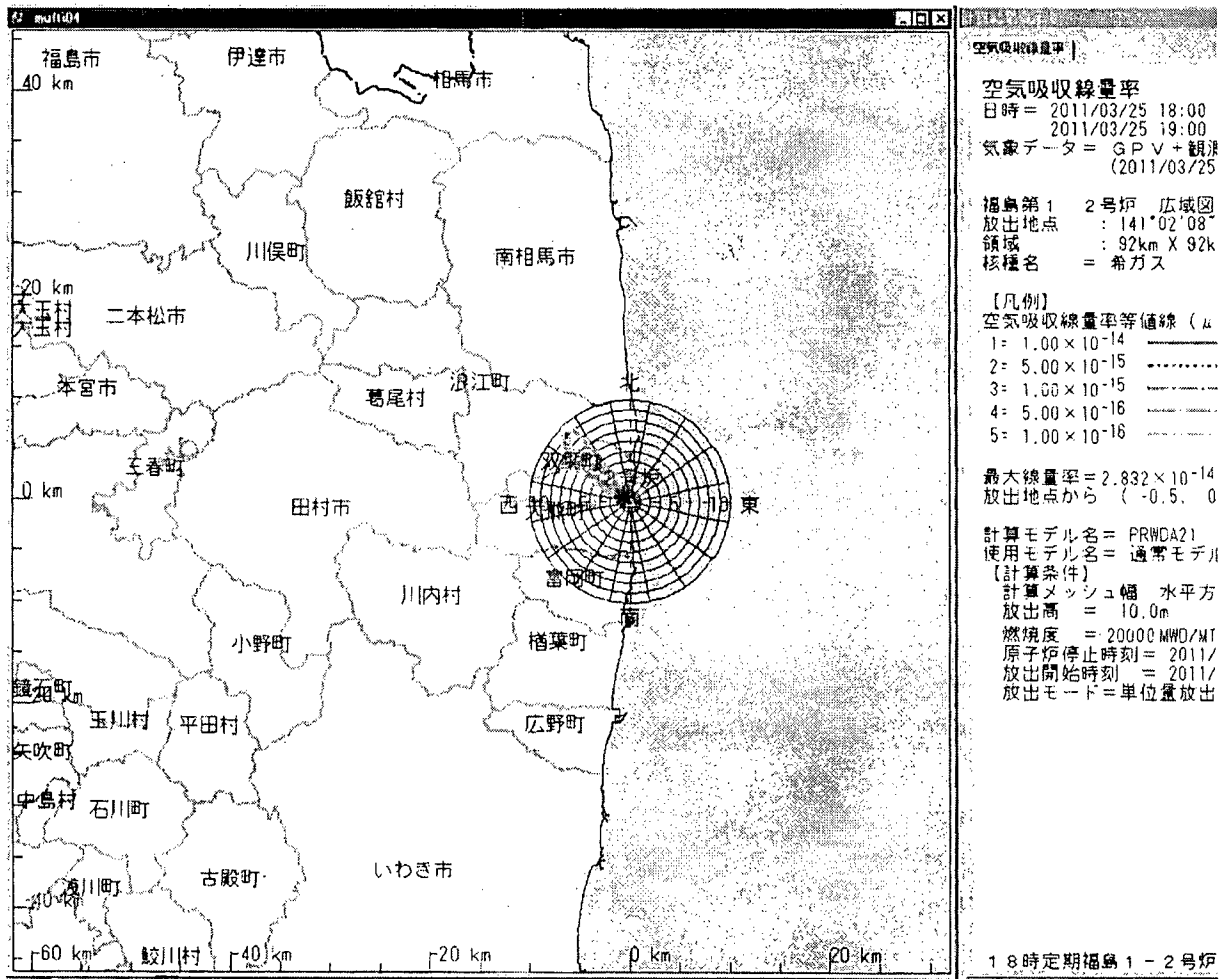 multi04
福島市
伊達市
相馬市
40 km
飯舘村
川俣町
南相馬市
20 km
大玉村
大玉村
二本松市
本宮市
葛尾村
浪江町
北
三春町
双葉町
0 km
田村市
西
東
富岡町
川内村
南
小野町
楢葉町
鏡石町
玉川村
平田村
広野町
矢吹町
中島村
石川町
浅川町
古殿町
いわき市
-40 km
鮫川村
-60 km
-40 km
-20 km
0 km
20 km
空気吸収線量率
空気吸収線量率
日時= 2011/03/25 18:00
2011/03/25 19:00
気象データ= GPV+観測
(2011/03/25
福島第1 2号炉 広域図
放出地点 : 141°02'08"
領域 : 92km X 92k
核種名 = 希ガス
【凡例】
空気吸収線量率等値線 (μ
1= 1.00×10-14
2= 5.00×10-15
3= 1.00×10-15
4= 5.00×10-16
5= 1.00×10-16
最大線量率=2.832×10-14
放出地点から ( -0.5, 0
計算モデル名= PRWDA21
使用モデル名= 通常モデル
【計算条件】
計算メッシュ幅 水平方
放出高 = 10.0m
燃焼度 = 20000MWD/MT
原子炉停止時刻= 2011/
放出開始時刻 = 2011/
放出モード=単位量放出
18時定期福島1-2号炉